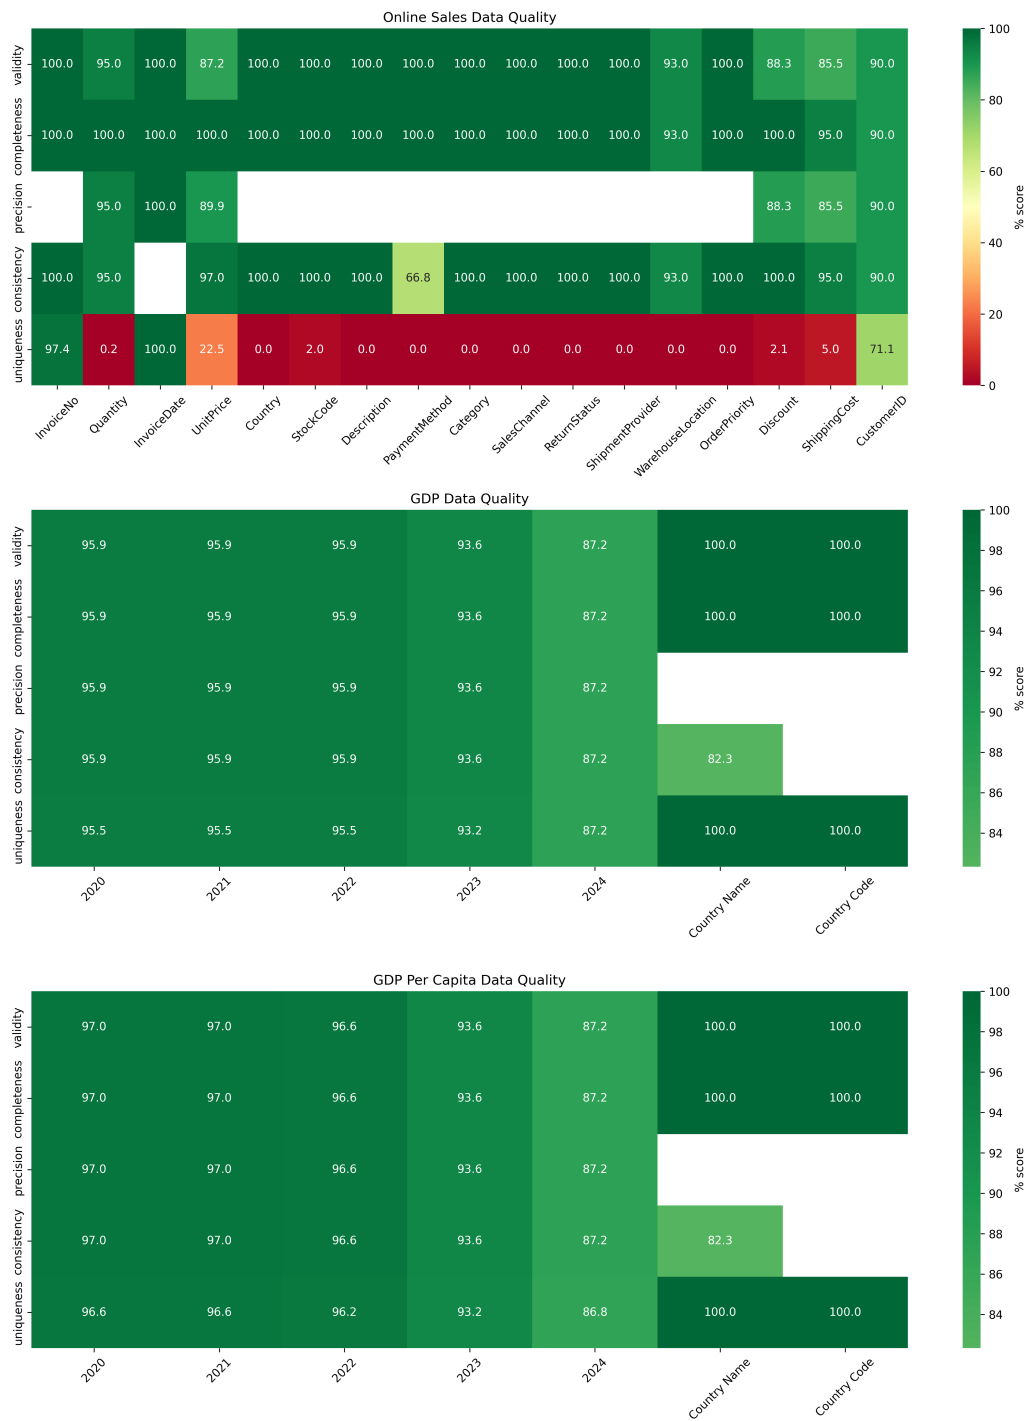 Online Sales Data Quality
validity 100.0 95.0 100.0 87.2 100.0 100.0 100.0 100.0 100.0 100.0 100.0 100.0 93.0 100.0 88.3 85.5 90.0
completeness 100.0 100.0 100.0 100.0 100.0 100.0 100.0 100.0 100.0 100.0 100.0 100.0 93.0 100.0 100.0 95.0 90.0
precision 95.0 100.0 89.9 88.3 85.5 90.0
consistency 100.0 95.0 97.0 100.0 100.0 100.0 66.8 100.0 100.0 100.0 100.0 93.0 100.0 100.0 95.0 90.0
uniqueness 97.4 0.2 100.0 22.5 0.0 2.0 0.0 0.0 0.0 0.0 0.0 0.0 0.0 0.0 2.1 5.0 71.1
InvoiceNo Quantity InvoiceDate UnitPrice Country StockCode Description PaymentMethod Category SalesChannel ReturnStatus ShipmentProvider WarehouseLocation OrderPriority Discount ShippingCost CustomerID
100
80
60
40
20
0
% score
GDP Data Quality
validity 95.9 95.9 95.9 93.6 87.2 100.0 100.0
completeness 95.9 95.9 95.9 93.6 87.2 100.0 100.0
precision 95.9 95.9 95.9 93.6 87.2
consistency 95.9 95.9 95.9 93.6 87.2 82.3
uniqueness 95.5 95.5 95.5 93.2 87.2 100.0 100.0
2020 2021 2022 2023 2024 Country Name Country Code
100
98
96
94
92
90
88
86
84
% score
GDP Per Capita Data Quality
validity 97.0 97.0 96.6 93.6 87.2 100.0 100.0
completeness 97.0 97.0 96.6 93.6 87.2 100.0 100.0
precision 97.0 97.0 96.6 93.6 87.2
consistency 97.0 97.0 96.6 93.6 87.2 82.3
uniqueness 96.6 96.6 96.2 93.2 86.8 100.0 100.0
2020 2021 2022 2023 2024 Country Name Country Code
100
98
96
94
92
90
88
86
84
% score